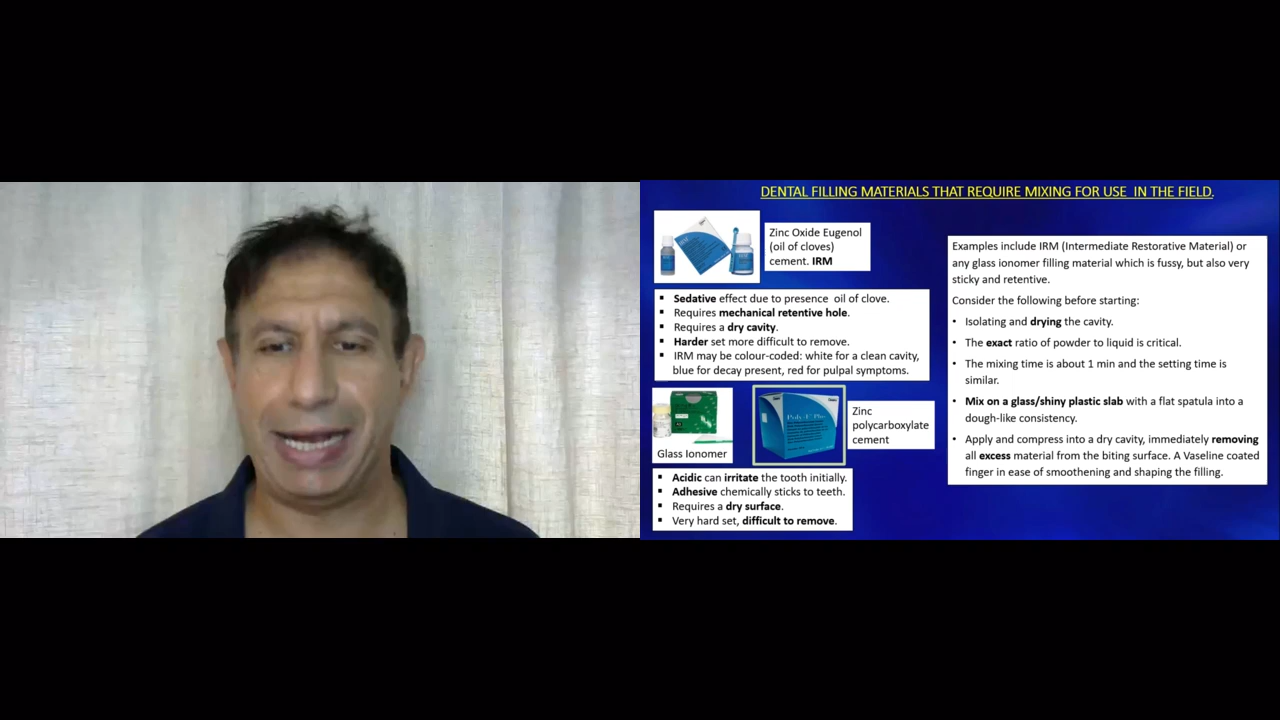 DENTAL FILLING MATERIALS THAT REQUIRE MIXING FOR USE IN THE FIELD.
Zinc Oxide Eugenol
(oil of cloves)
cement. IRM
▪ Sedative effect due to presence oil of clove.
▪ Requires mechanical retentive hole.
▪ Requires a dry cavity.
▪ Harder set more difficult to remove.
▪ IRM may be colour-coded: white for a clean cavity,
blue for decay present, red for pulpal symptoms.
Glass Ionomer
Poly-F Plus
Zinc
polycarboxylate
cement
▪ Acidic can irritate the tooth initially.
▪ Adhesive chemically sticks to teeth.
▪ Requires a dry surface.
▪ Very hard set, difficult to remove.
Examples include IRM (Intermediate Restorative Material) or
any glass ionomer filling material which is fussy, but also very
sticky and retentive.
Consider the following before starting:
• Isolating and drying the cavity.
• The exact ratio of powder to liquid is critical.
• The mixing time is about 1 min and the setting time is
similar.
• Mix on a glass/shiny plastic slab with a flat spatula into a
dough-like consistency.
• Apply and compress into a dry cavity, immediately removing
all excess material from the biting surface. A Vaseline coated
finger in ease of smoothening and shaping the filling.